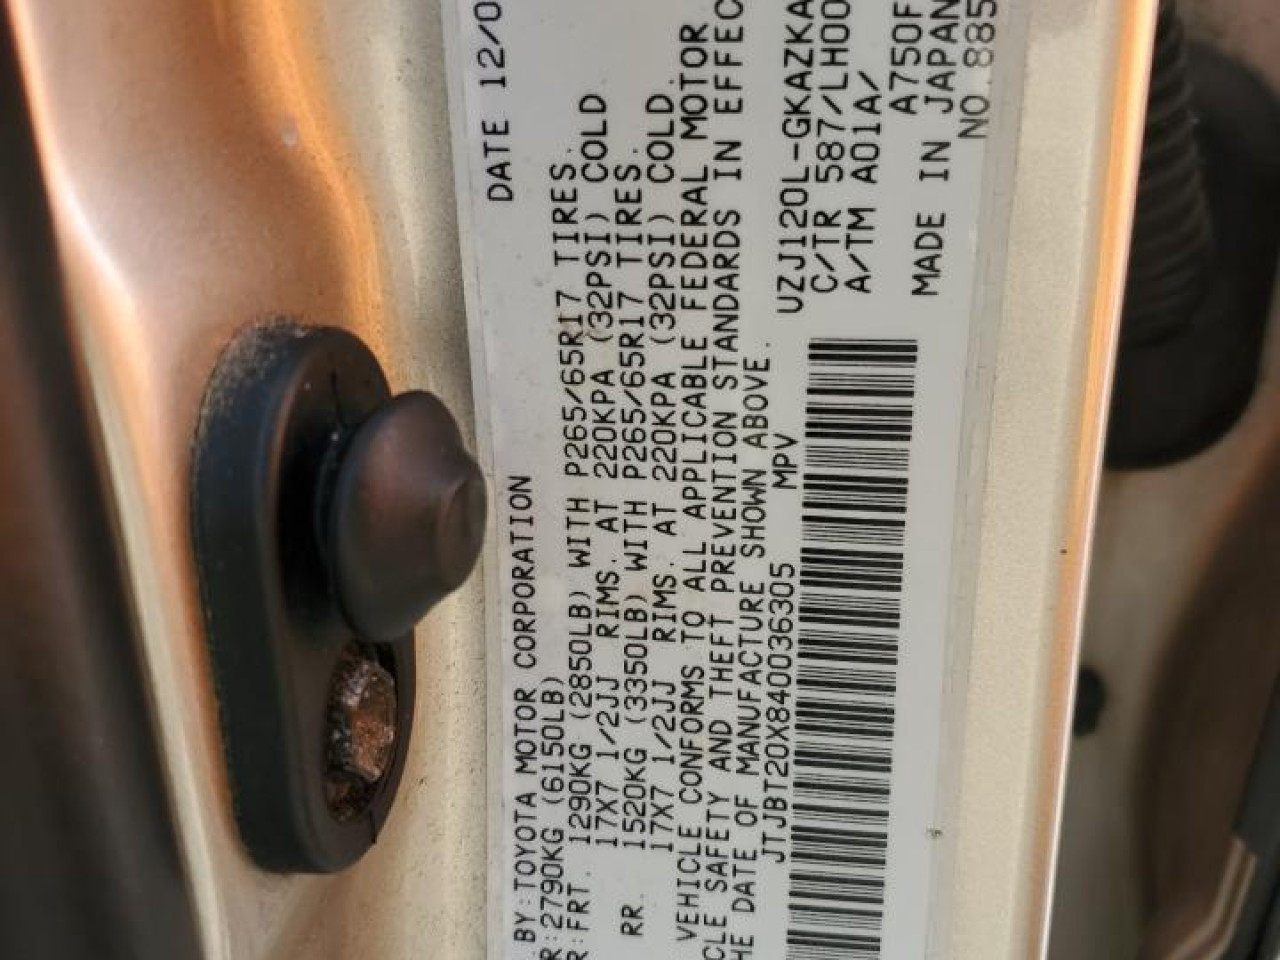 DATE 12/0
BY:TOYOTA MOTOR CORPORATION
R:2790KG (6150LB)
R:FRT. 1290KG (2850LB) WITH P265/65R17 TIRES.
17X7 1/2JJ RIMS. AT 220KPA (32PSI) COLD
RR. 1520KG (3350LB) WITH P265/65R17 TIRES.
17X7 1/2JJ RIMS. AT 220KPA (32PSI) COLD.
VEHICLE CONFORMS TO ALL APPLICABLE FEDERAL MOTOR
CLE SAFETY AND THEFT PREVENTION STANDARDS IN EFFEC
HE DATE OF MANUFACTURE SHOWN ABOVE.
JTJBT20X840036305 MPV
UZJ120L-GKAZKA
C/TR 587/LH00
A/TM A01A/
A750F
MADE IN JAPAN
NO.885